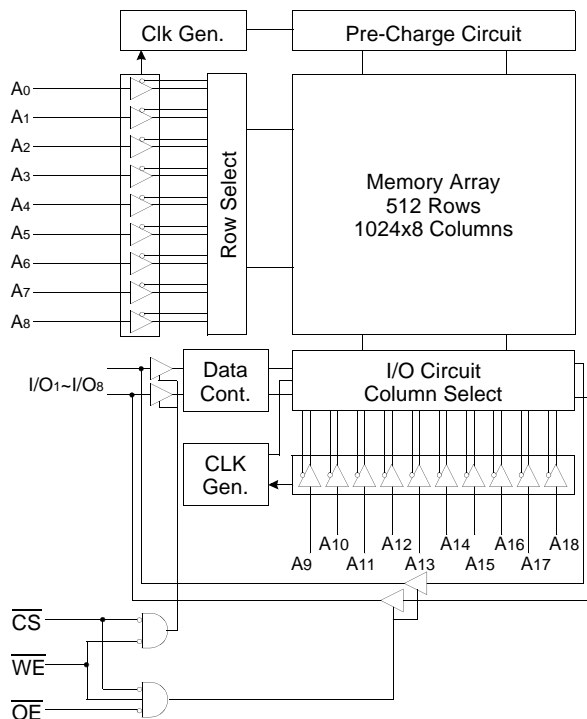 Clk Gen.
Pre-Charge Circuit
A0
A1
A2
A3
A4
A5
A6
A7
A8
Row Select
Memory Array
512 Rows
1024x8 Columns
I/O1~I/O8
Data
Cont.
I/O Circuit
Column Select
CLK
Gen.
A9
A10
A11
A12
A13
A14
A15
A16
A17
A18
CS
WE
OE